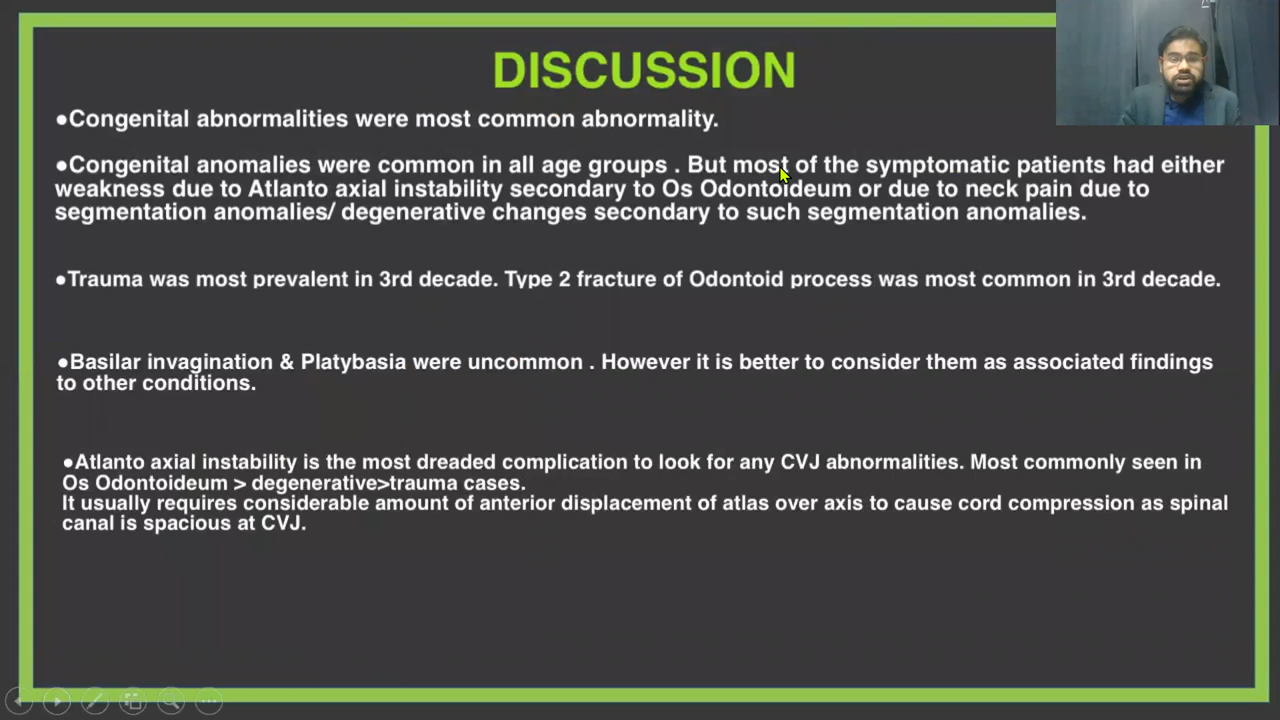 DISCUSSION
●Congenital abnormalities were most common abnormality.
●Congenital anomalies were common in all age groups . But most of the symptomatic patients had either
weakness due to Atlanto axial instability secondary to Os Odontoideum or due to neck pain due to
segmentation anomalies/ degenerative changes secondary to such segmentation anomalies.
●Trauma was most prevalent in 3rd decade. Type 2 fracture of Odontoid process was most common in 3rd decade.
●Basilar invagination & Platybasia were uncommon . However it is better to consider them as associated findings
to other conditions.
●Atlanto axial instability is the most dreaded complication to look for any CVJ abnormalities. Most commonly seen in
Os Odontoideum > degenerative>trauma cases.
It usually requires considerable amount of anterior displacement of atlas over axis to cause cord compression as spinal
canal is spacious at CVJ.